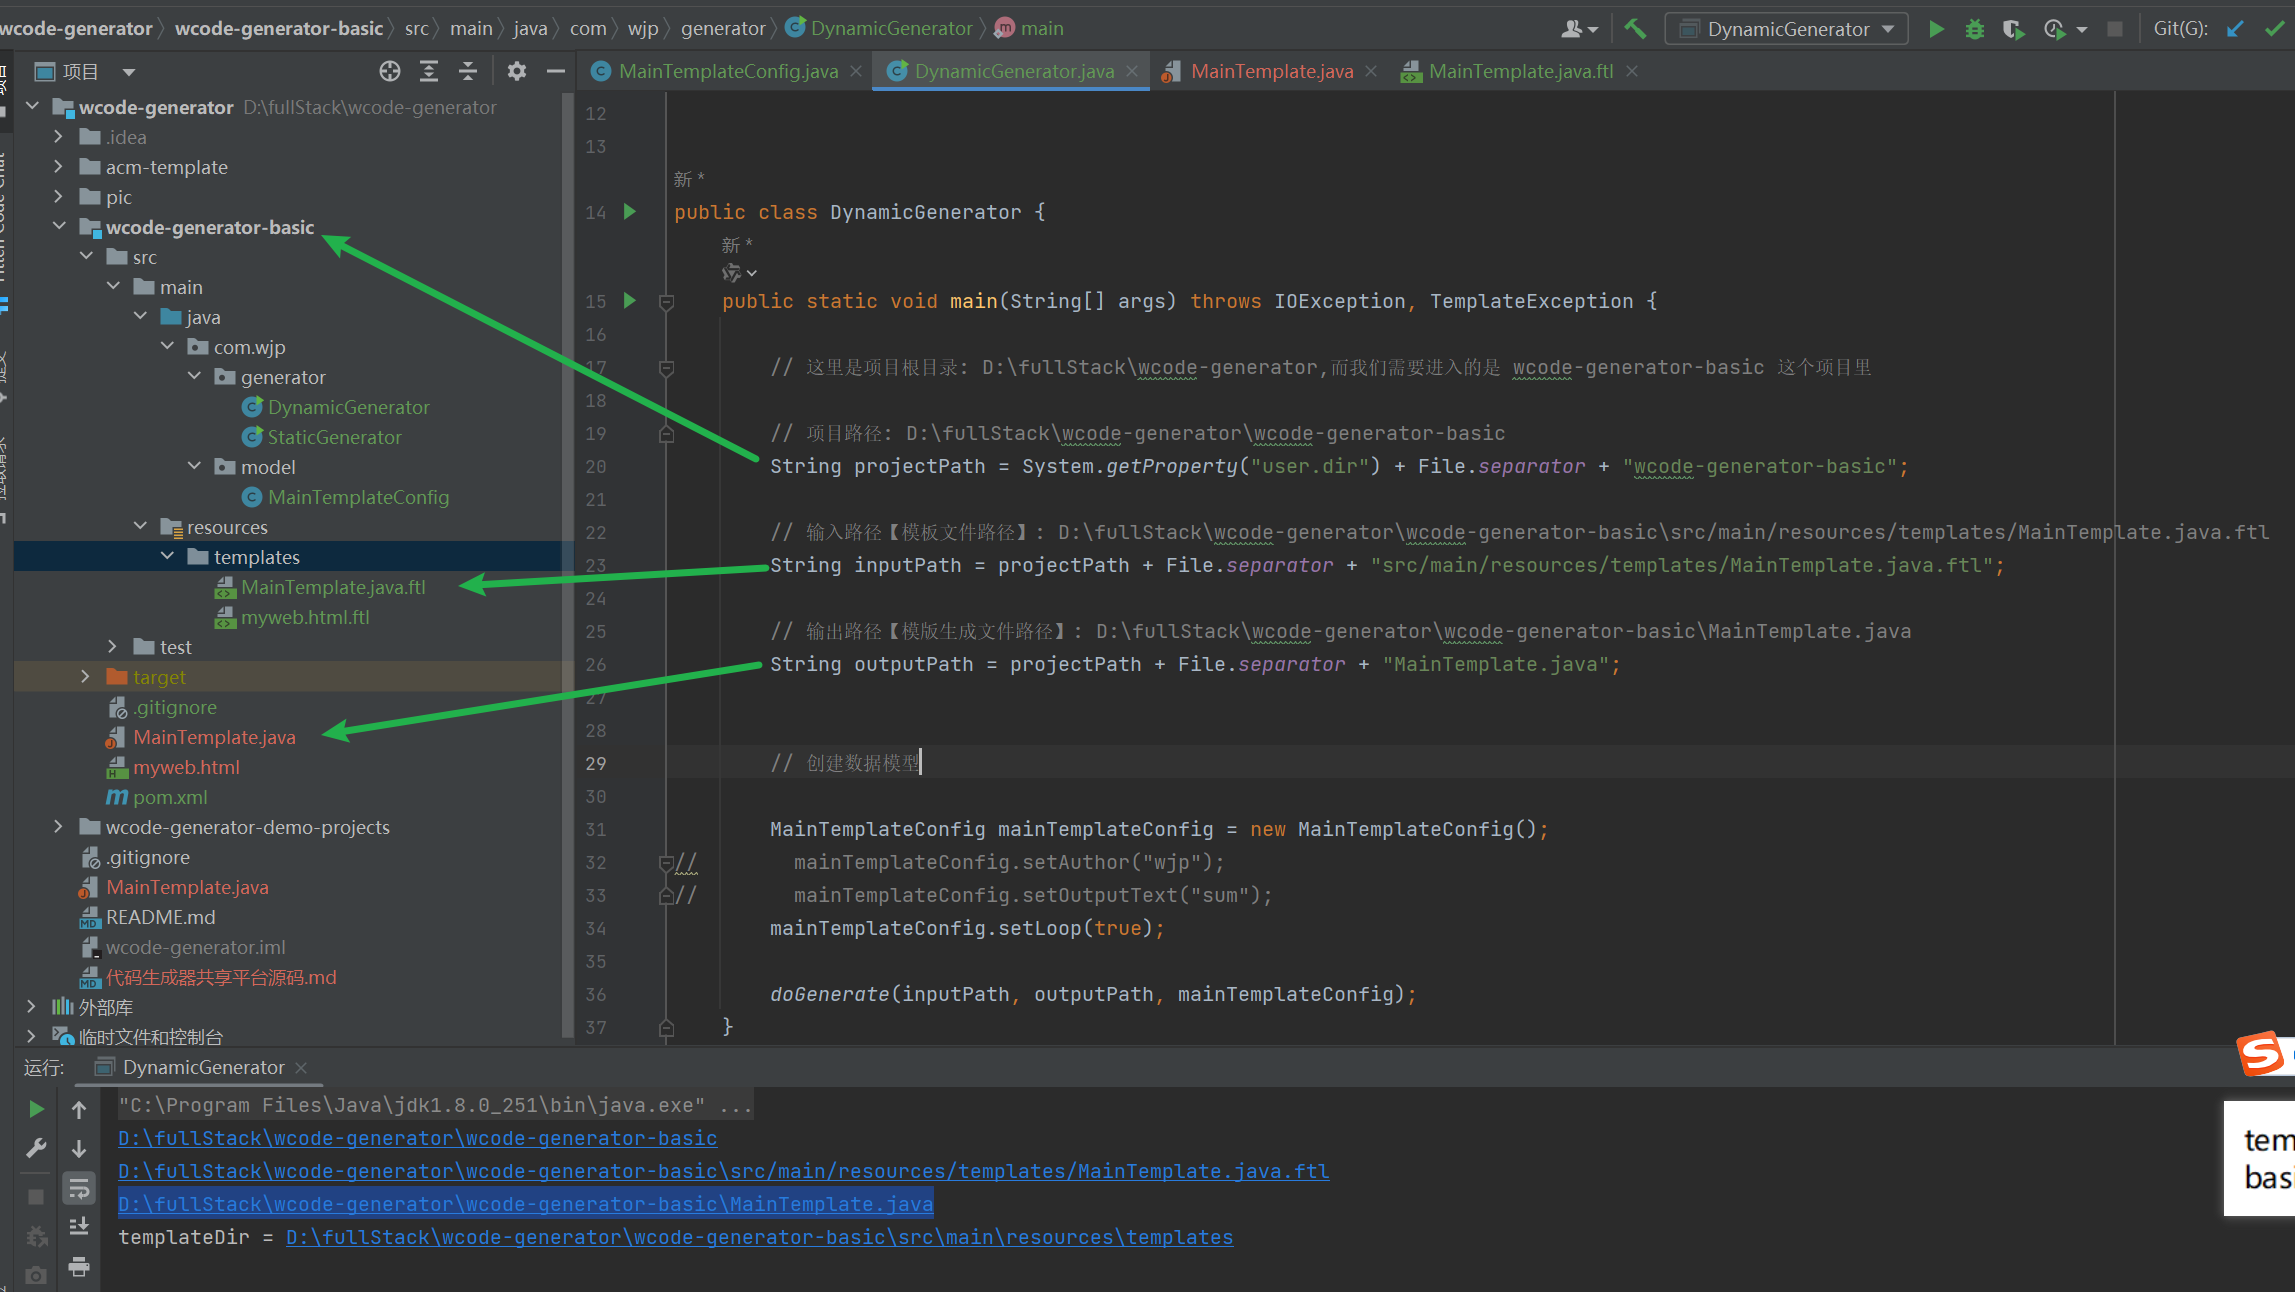 wcode-generator › wcode-generator-basic › src › main › java › com › wjp › generator › DynamicGenerator › main
DynamicGenerator
Git(G):
项目
MainTemplateConfig.java
DynamicGenerator.java
MainTemplate.java
MainTemplate.java.ftl
wcode-generator D:\fullStack\wcode-generator
.idea
acm-template
pic
wcode-generator-basic
src
main
java
com.wjp
generator
DynamicGenerator
StaticGenerator
model
MainTemplateConfig
resources
templates
MainTemplate.java.ftl
myweb.html.ftl
test
target
.gitignore
MainTemplate.java
myweb.html
pom.xml
wcode-generator-demo-projects
.gitignore
MainTemplate.java
README.md
wcode-generator.iml
代码生成器共享平台源码.md
外部库
临时文件和控制台
12
13
新 *
14 public class DynamicGenerator {
新 *
15 public static void main(String[] args) throws IOException, TemplateException {
16
17 // 这里是项目根目录: D:\fullStack\wcode-generator,而我们需要进入的是 wcode-generator-basic 这个项目里
18
19 // 项目路径: D:\fullStack\wcode-generator\wcode-generator-basic
20 String projectPath = System.getProperty("user.dir") + File.separator + "wcode-generator-basic";
21
22 // 输入路径【模板文件路径】: D:\fullStack\wcode-generator\wcode-generator-basic\src/main/resources/templates/MainTemplate.java.ftl
23 String inputPath = projectPath + File.separator + "src/main/resources/templates/MainTemplate.java.ftl";
24
25 // 输出路径【模版生成文件路径】: D:\fullStack\wcode-generator\wcode-generator-basic\MainTemplate.java
26 String outputPath = projectPath + File.separator + "MainTemplate.java";
27
28
29 // 创建数据模型
30
31 MainTemplateConfig mainTemplateConfig = new MainTemplateConfig();
32 // mainTemplateConfig.setAuthor("wjp");
33 // mainTemplateConfig.setOutputText("sum");
34 mainTemplateConfig.setLoop(true);
35
36 doGenerate(inputPath, outputPath, mainTemplateConfig);
37 }
运行: DynamicGenerator
"C:\Program Files\Java\jdk1.8.0_251\bin\java.exe" ...
D:\fullStack\wcode-generator\wcode-generator-basic
D:\fullStack\wcode-generator\wcode-generator-basic\src/main/resources/templates/MainTemplate.java.ftl
D:\fullStack\wcode-generator\wcode-generator-basic\MainTemplate.java
templateDir = D:\fullStack\wcode-generator\wcode-generator-basic\src\main\resources\templates